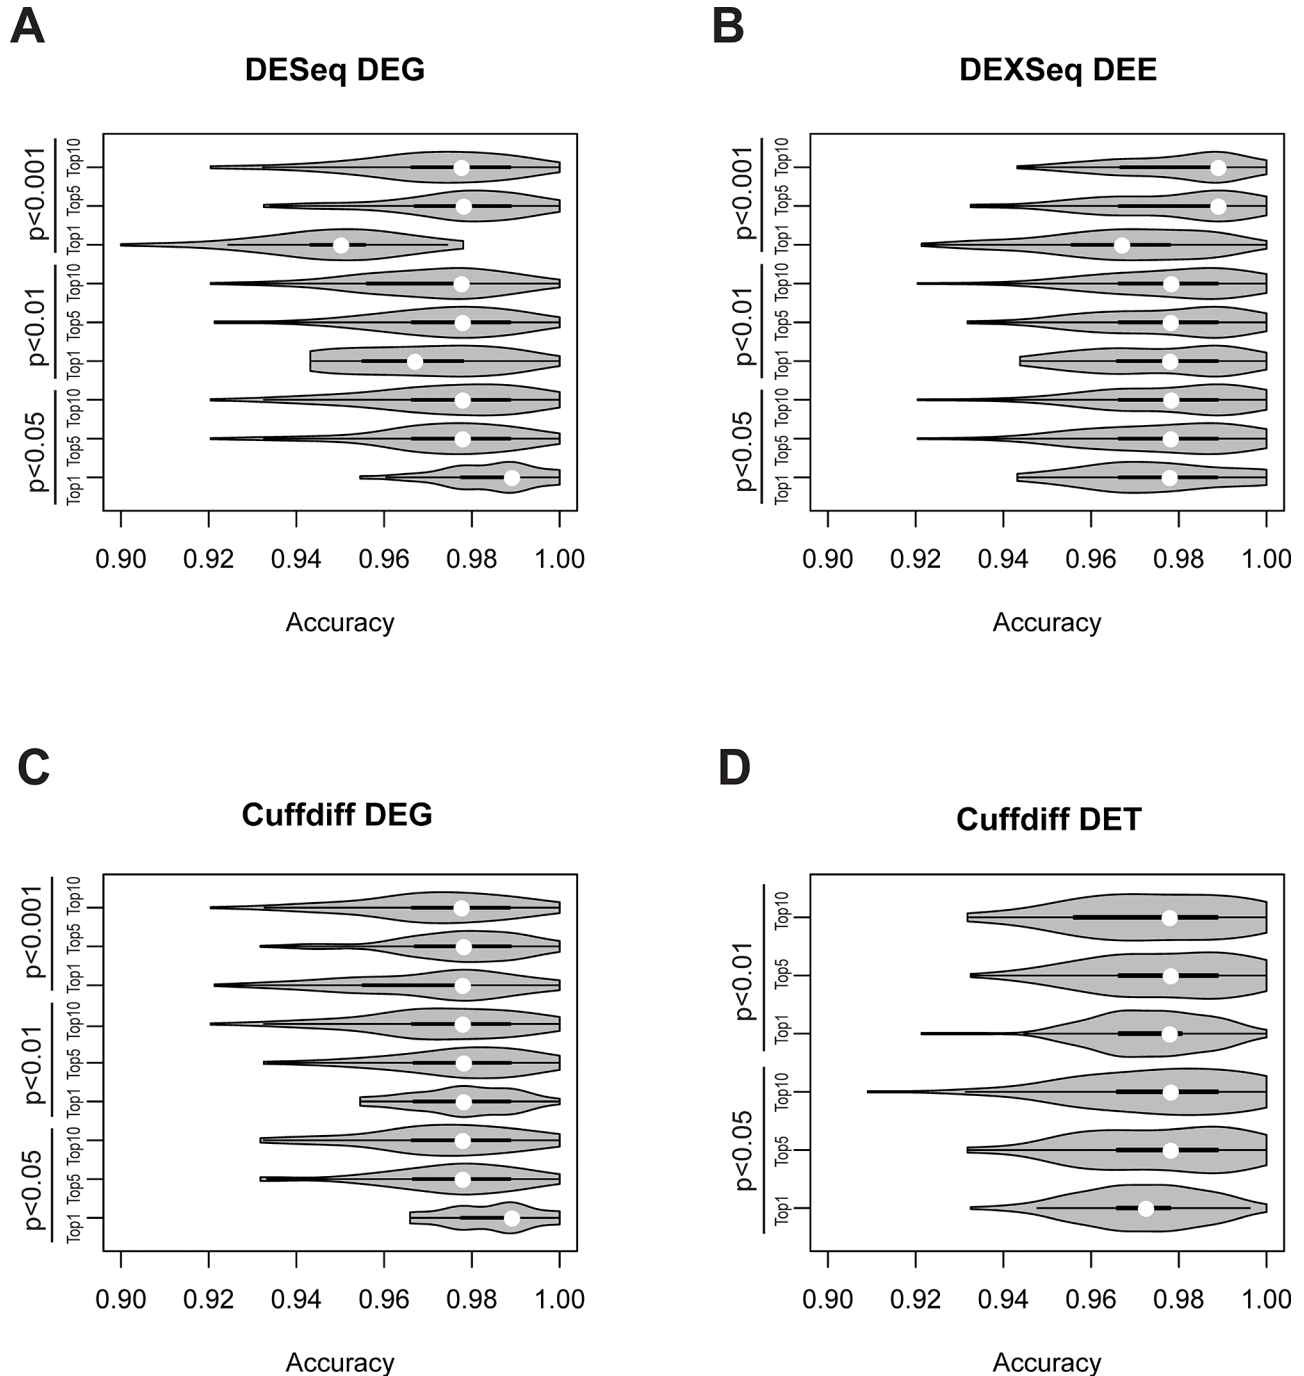 A
DESeq DEG
p<0.001
Top10
Top5
Top1
p<0.01
Top10
Top5
Top1
p<0.05
Top10
Top5
Top1
0.90 0.92 0.94 0.96 0.98 1.00
Accuracy
B
DEXSeq DEE
p<0.001
Top10
Top5
Top1
p<0.01
Top10
Top5
Top1
p<0.05
Top10
Top5
Top1
0.90 0.92 0.94 0.96 0.98 1.00
Accuracy
C
Cuffdiff DEG
p<0.001
Top10
Top5
Top1
p<0.01
Top10
Top5
Top1
p<0.05
Top10
Top5
Top1
0.90 0.92 0.94 0.96 0.98 1.00
Accuracy
D
Cuffdiff DET
p<0.01
Top10
Top5
Top1
p<0.05
Top10
Top5
Top1
0.90 0.92 0.94 0.96 0.98 1.00
Accuracy